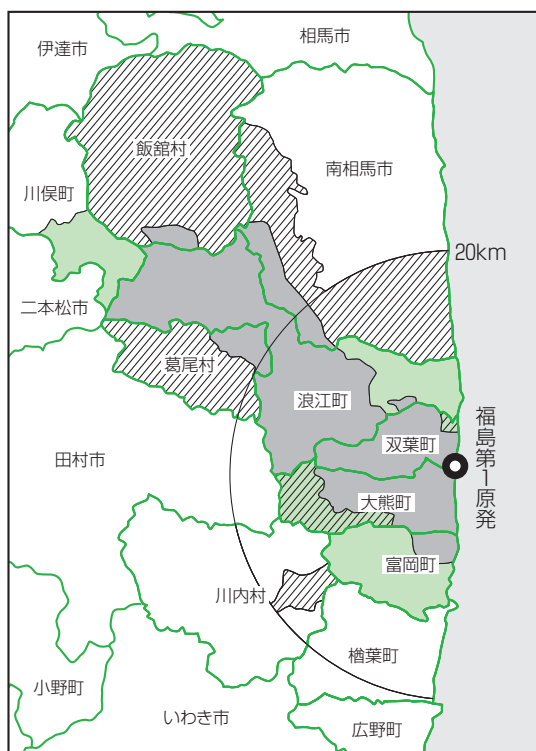 伊達市
相馬市
飯舘村
南相馬市
川俣町
20km
二本松市
葛尾村
浪江町
双葉町
福島第1原発
田村市
大熊町
富岡町
川内村
楢葉町
小野町
いわき市
広野町